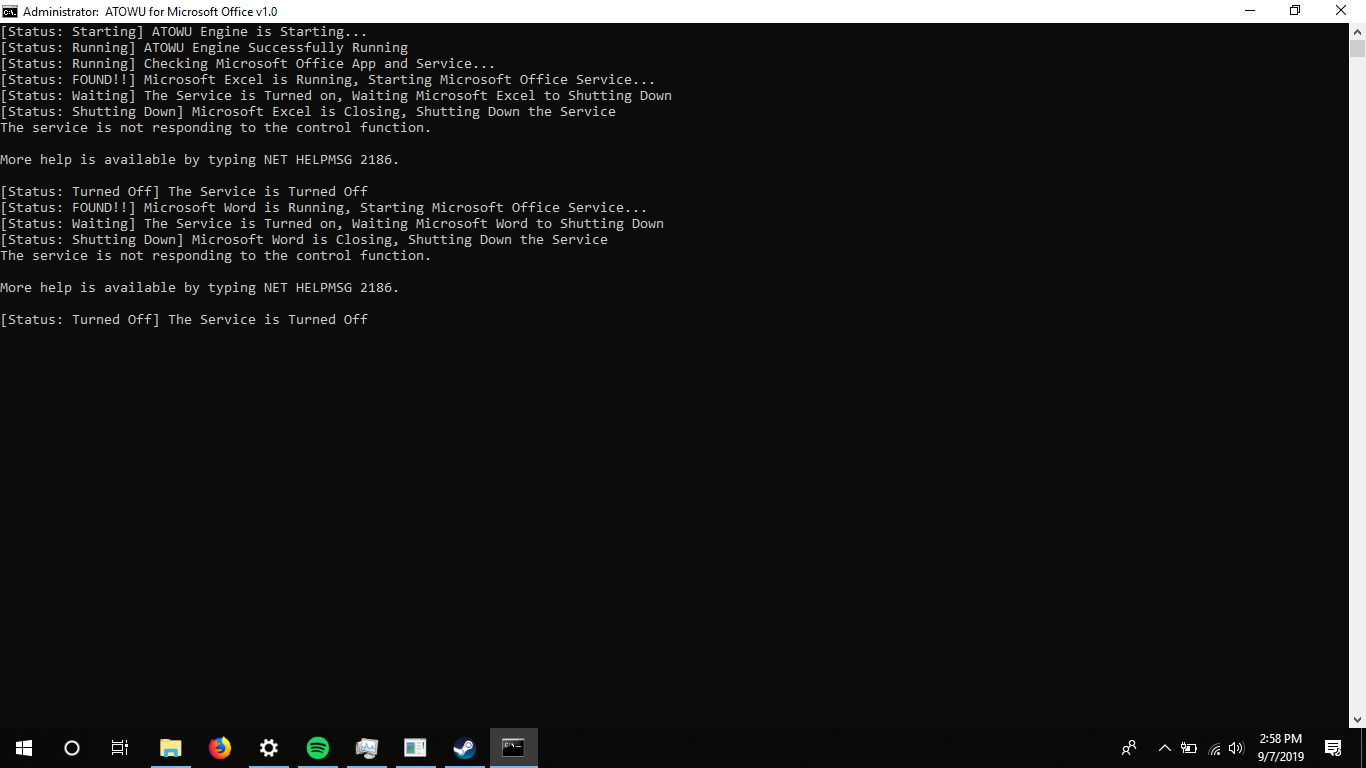 Administrator:  ATOWU for Microsoft Office v1.0
[Status: Starting] ATOWU Engine is Starting...
[Status: Running] ATOWU Engine Successfully Running
[Status: Running] Checking Microsoft Office App and Service...
[Status: FOUND!!] Microsoft Excel is Running, Starting Microsoft Office Service...
[Status: Waiting] The Service is Turned on, Waiting Microsoft Excel to Shutting Down
[Status: Shutting Down] Microsoft Excel is Closing, Shutting Down the Service
The service is not responding to the control function.
More help is available by typing NET HELPMSG 2186.
[Status: Turned Off] The Service is Turned Off
[Status: FOUND!!] Microsoft Word is Running, Starting Microsoft Office Service...
[Status: Waiting] The Service is Turned on, Waiting Microsoft Word to Shutting Down
[Status: Shutting Down] Microsoft Word is Closing, Shutting Down the Service
The service is not responding to the control function.
More help is available by typing NET HELPMSG 2186.
[Status: Turned Off] The Service is Turned Off
2:58 PM
9/7/2019